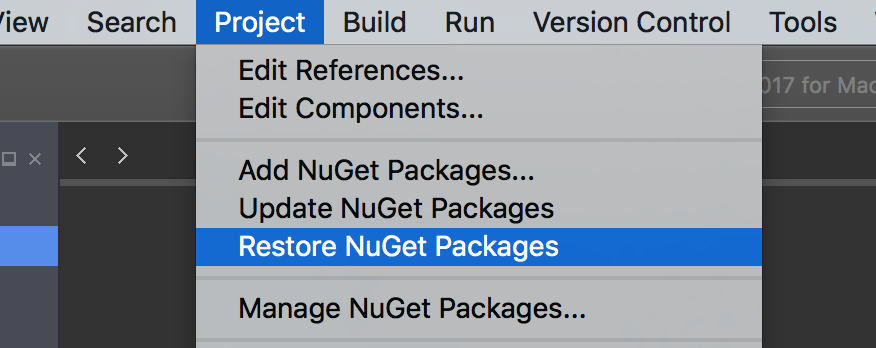 View Search Project Build Run Version Control Tools
Edit References...
017 for Mac
Edit Components...
Add NuGet Packages...
Update NuGet Packages
Restore NuGet Packages
Manage NuGet Packages...